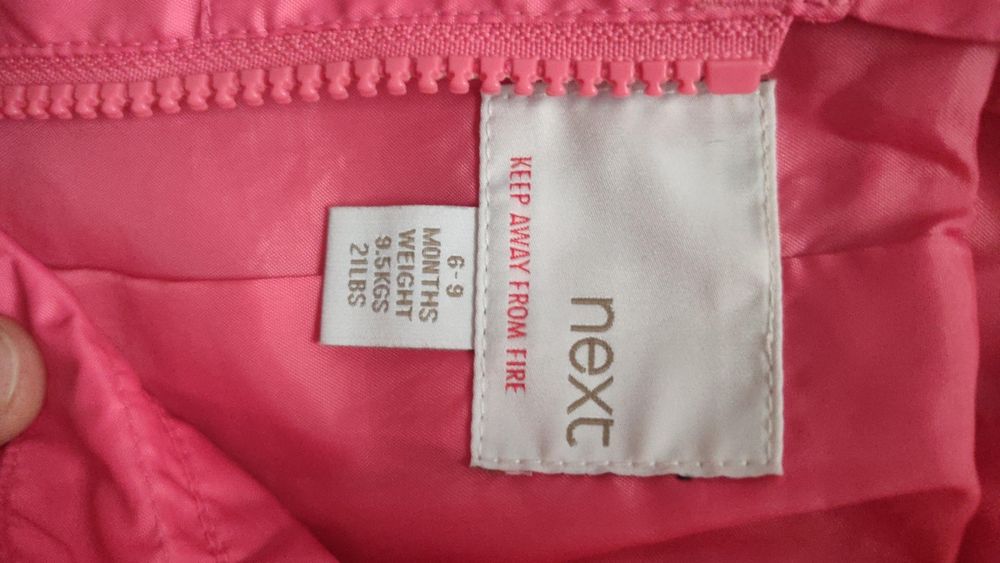 next
KEEP AWAY FROM FIRE
6-9
MONTHS
WEIGHT
9.5KGS
21LBS